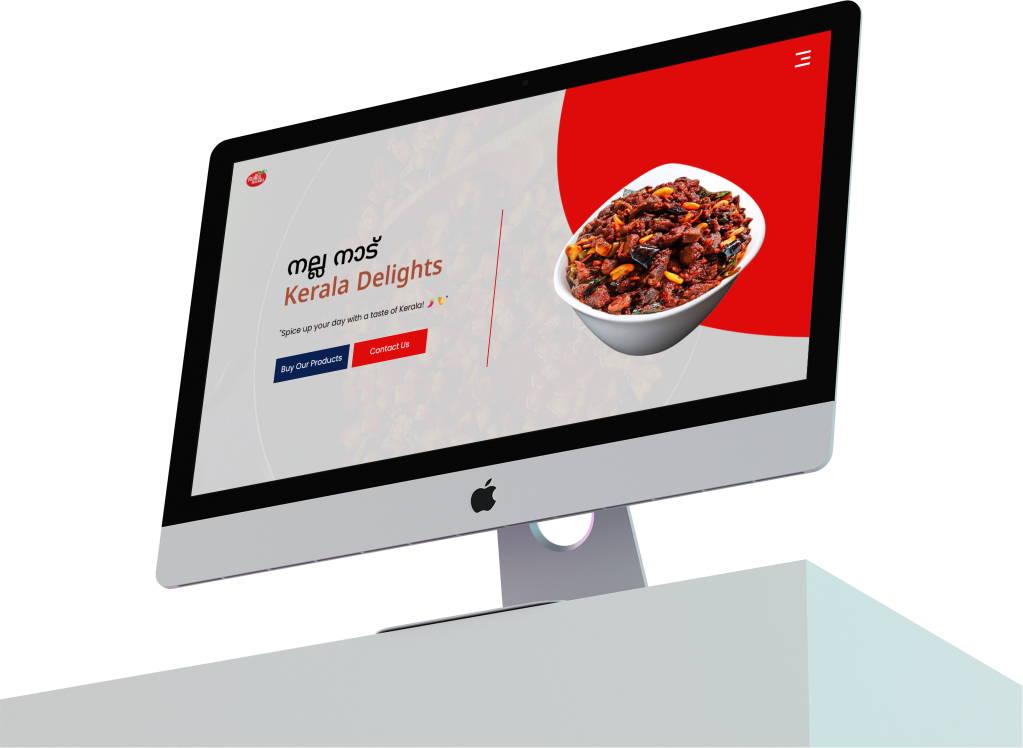 നല്ല നാട്
Kerala Delights
"Spice up your day with a taste of Kerala! 🌶️🍤"
Buy Our Products
Contact Us